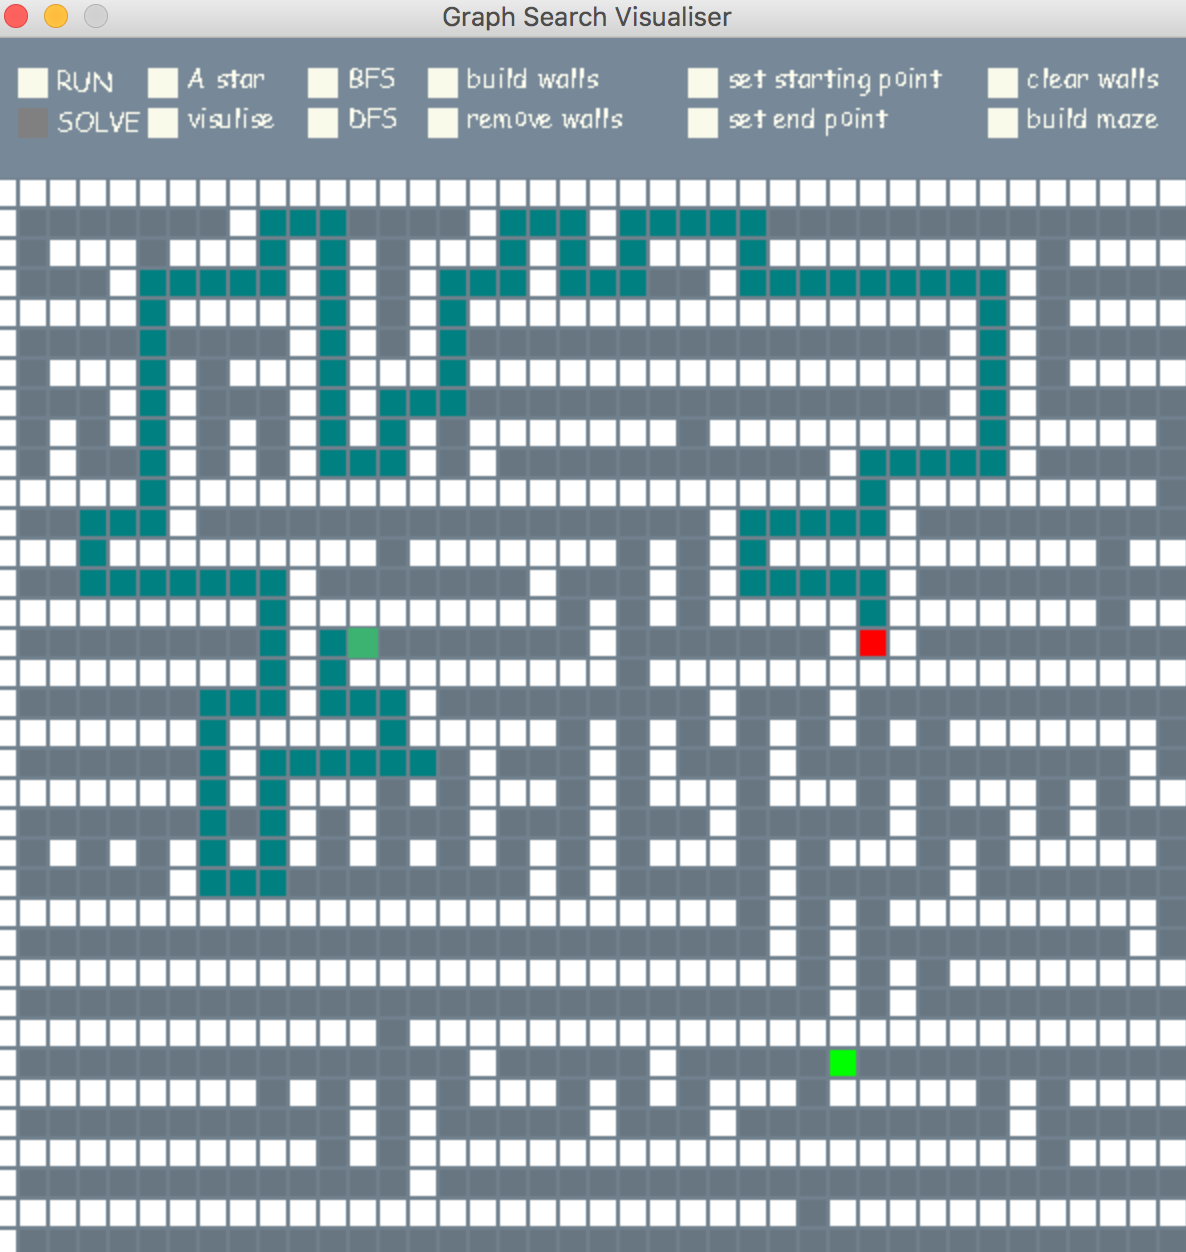 Graph Search Visualiser
RUN A star BFS build walls set starting point clear walls
SOLVE visulise DFS remove walls set end point build maze